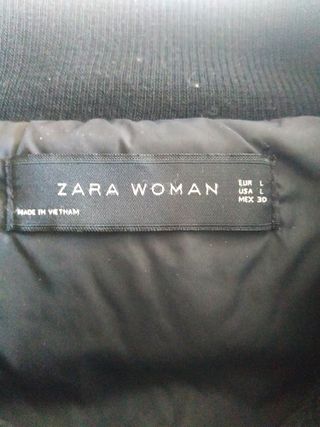 ZARA WOMAN
EUR L
USA L
MEX 30
MADE IN VIETNAM